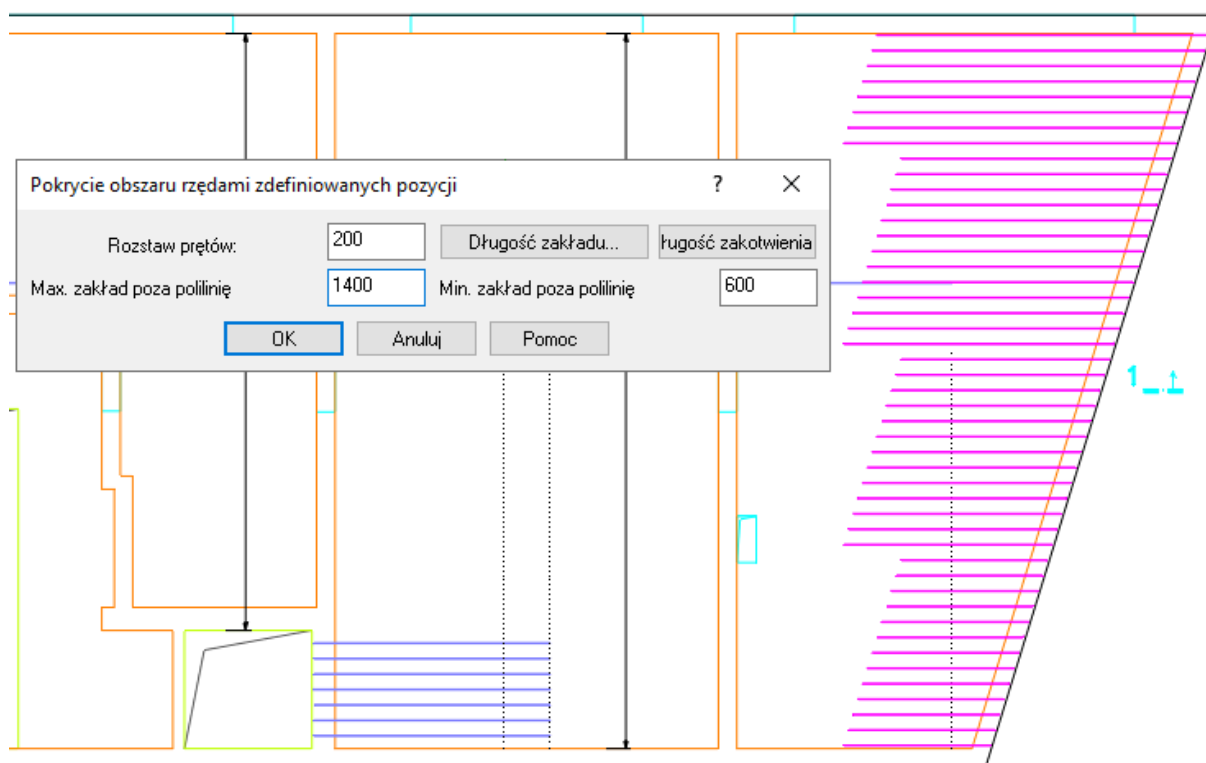 Pokrycie obszaru rzędami zdefiniowanych pozycji ?
Rozstaw prętów: 200 Długość zakładu... ługość zakotwienia
Max. zakład poza polilinię 1400 Min. zakład poza polilinię 600
OK Anuluj Pomoc
1